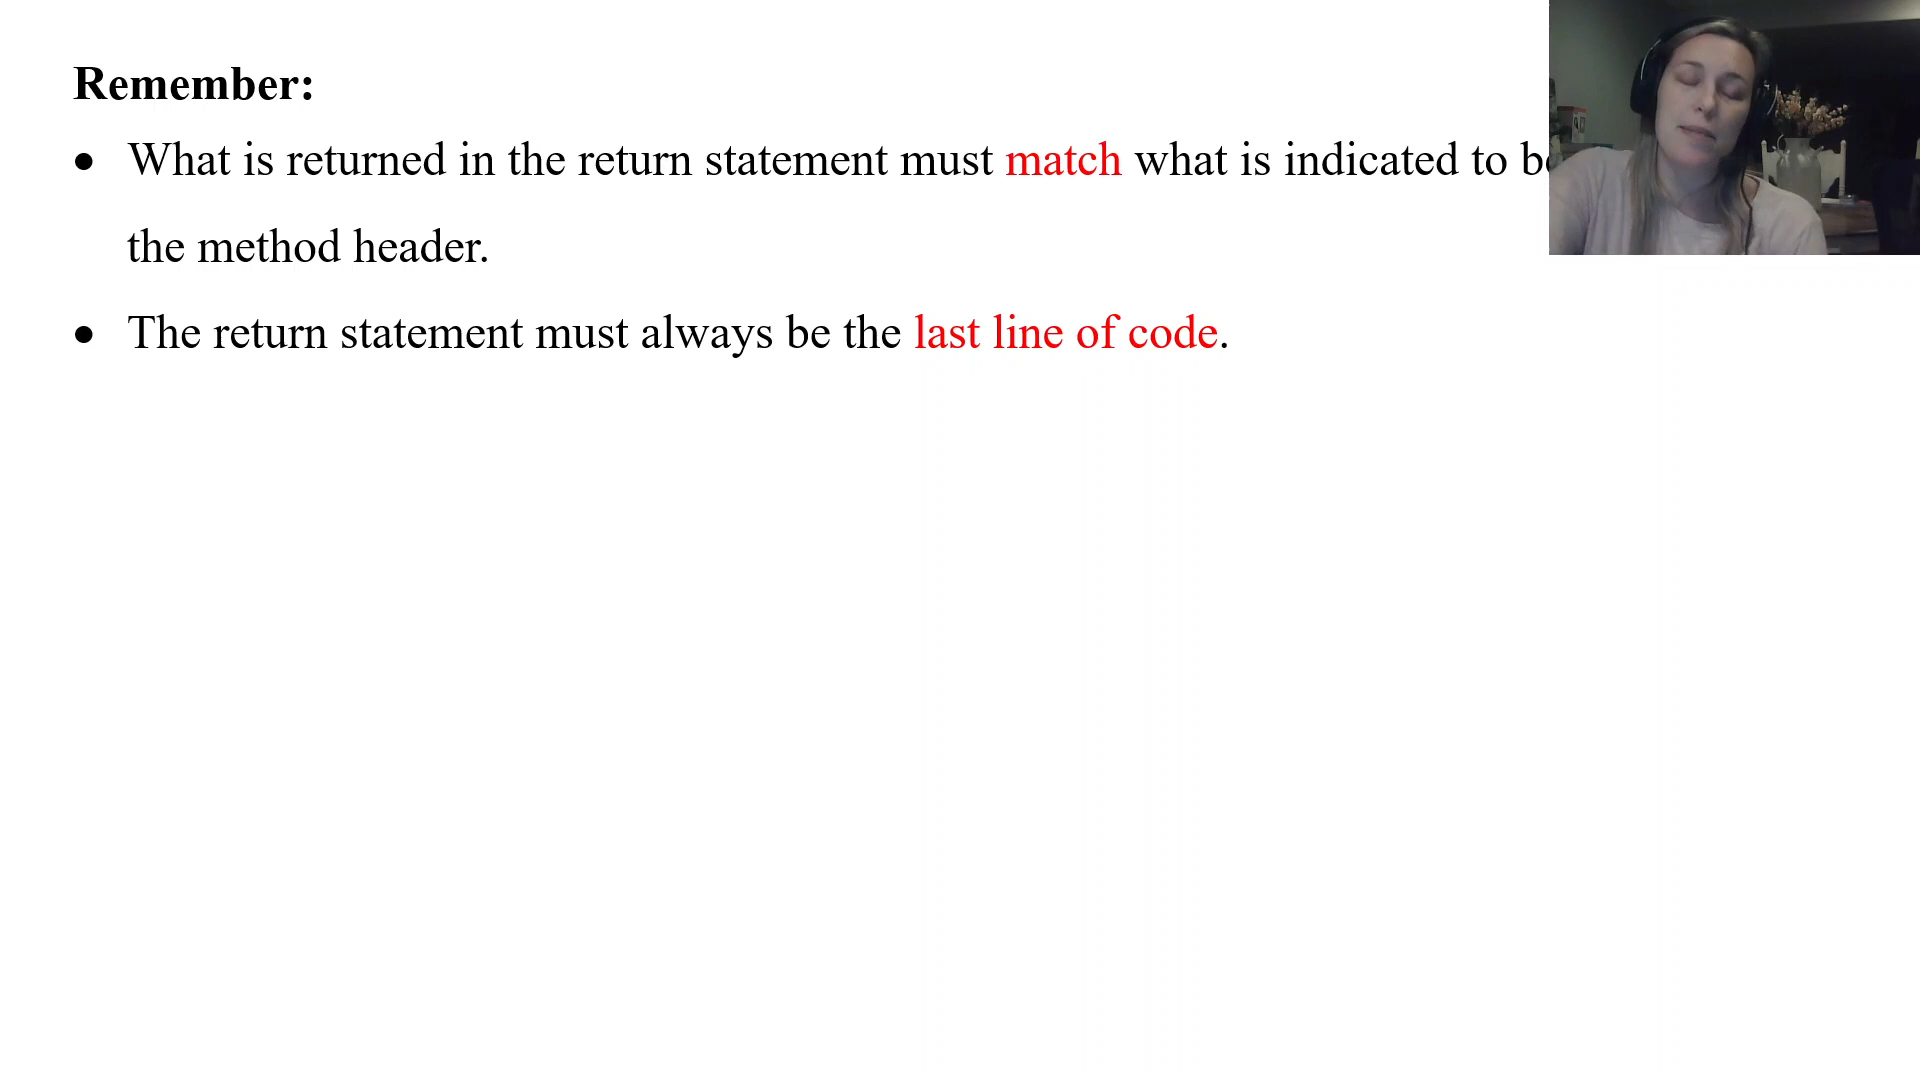 Remember:
• What is returned in the return statement must match what is indicated to
the method header.
• The return statement must always be the last line of code.